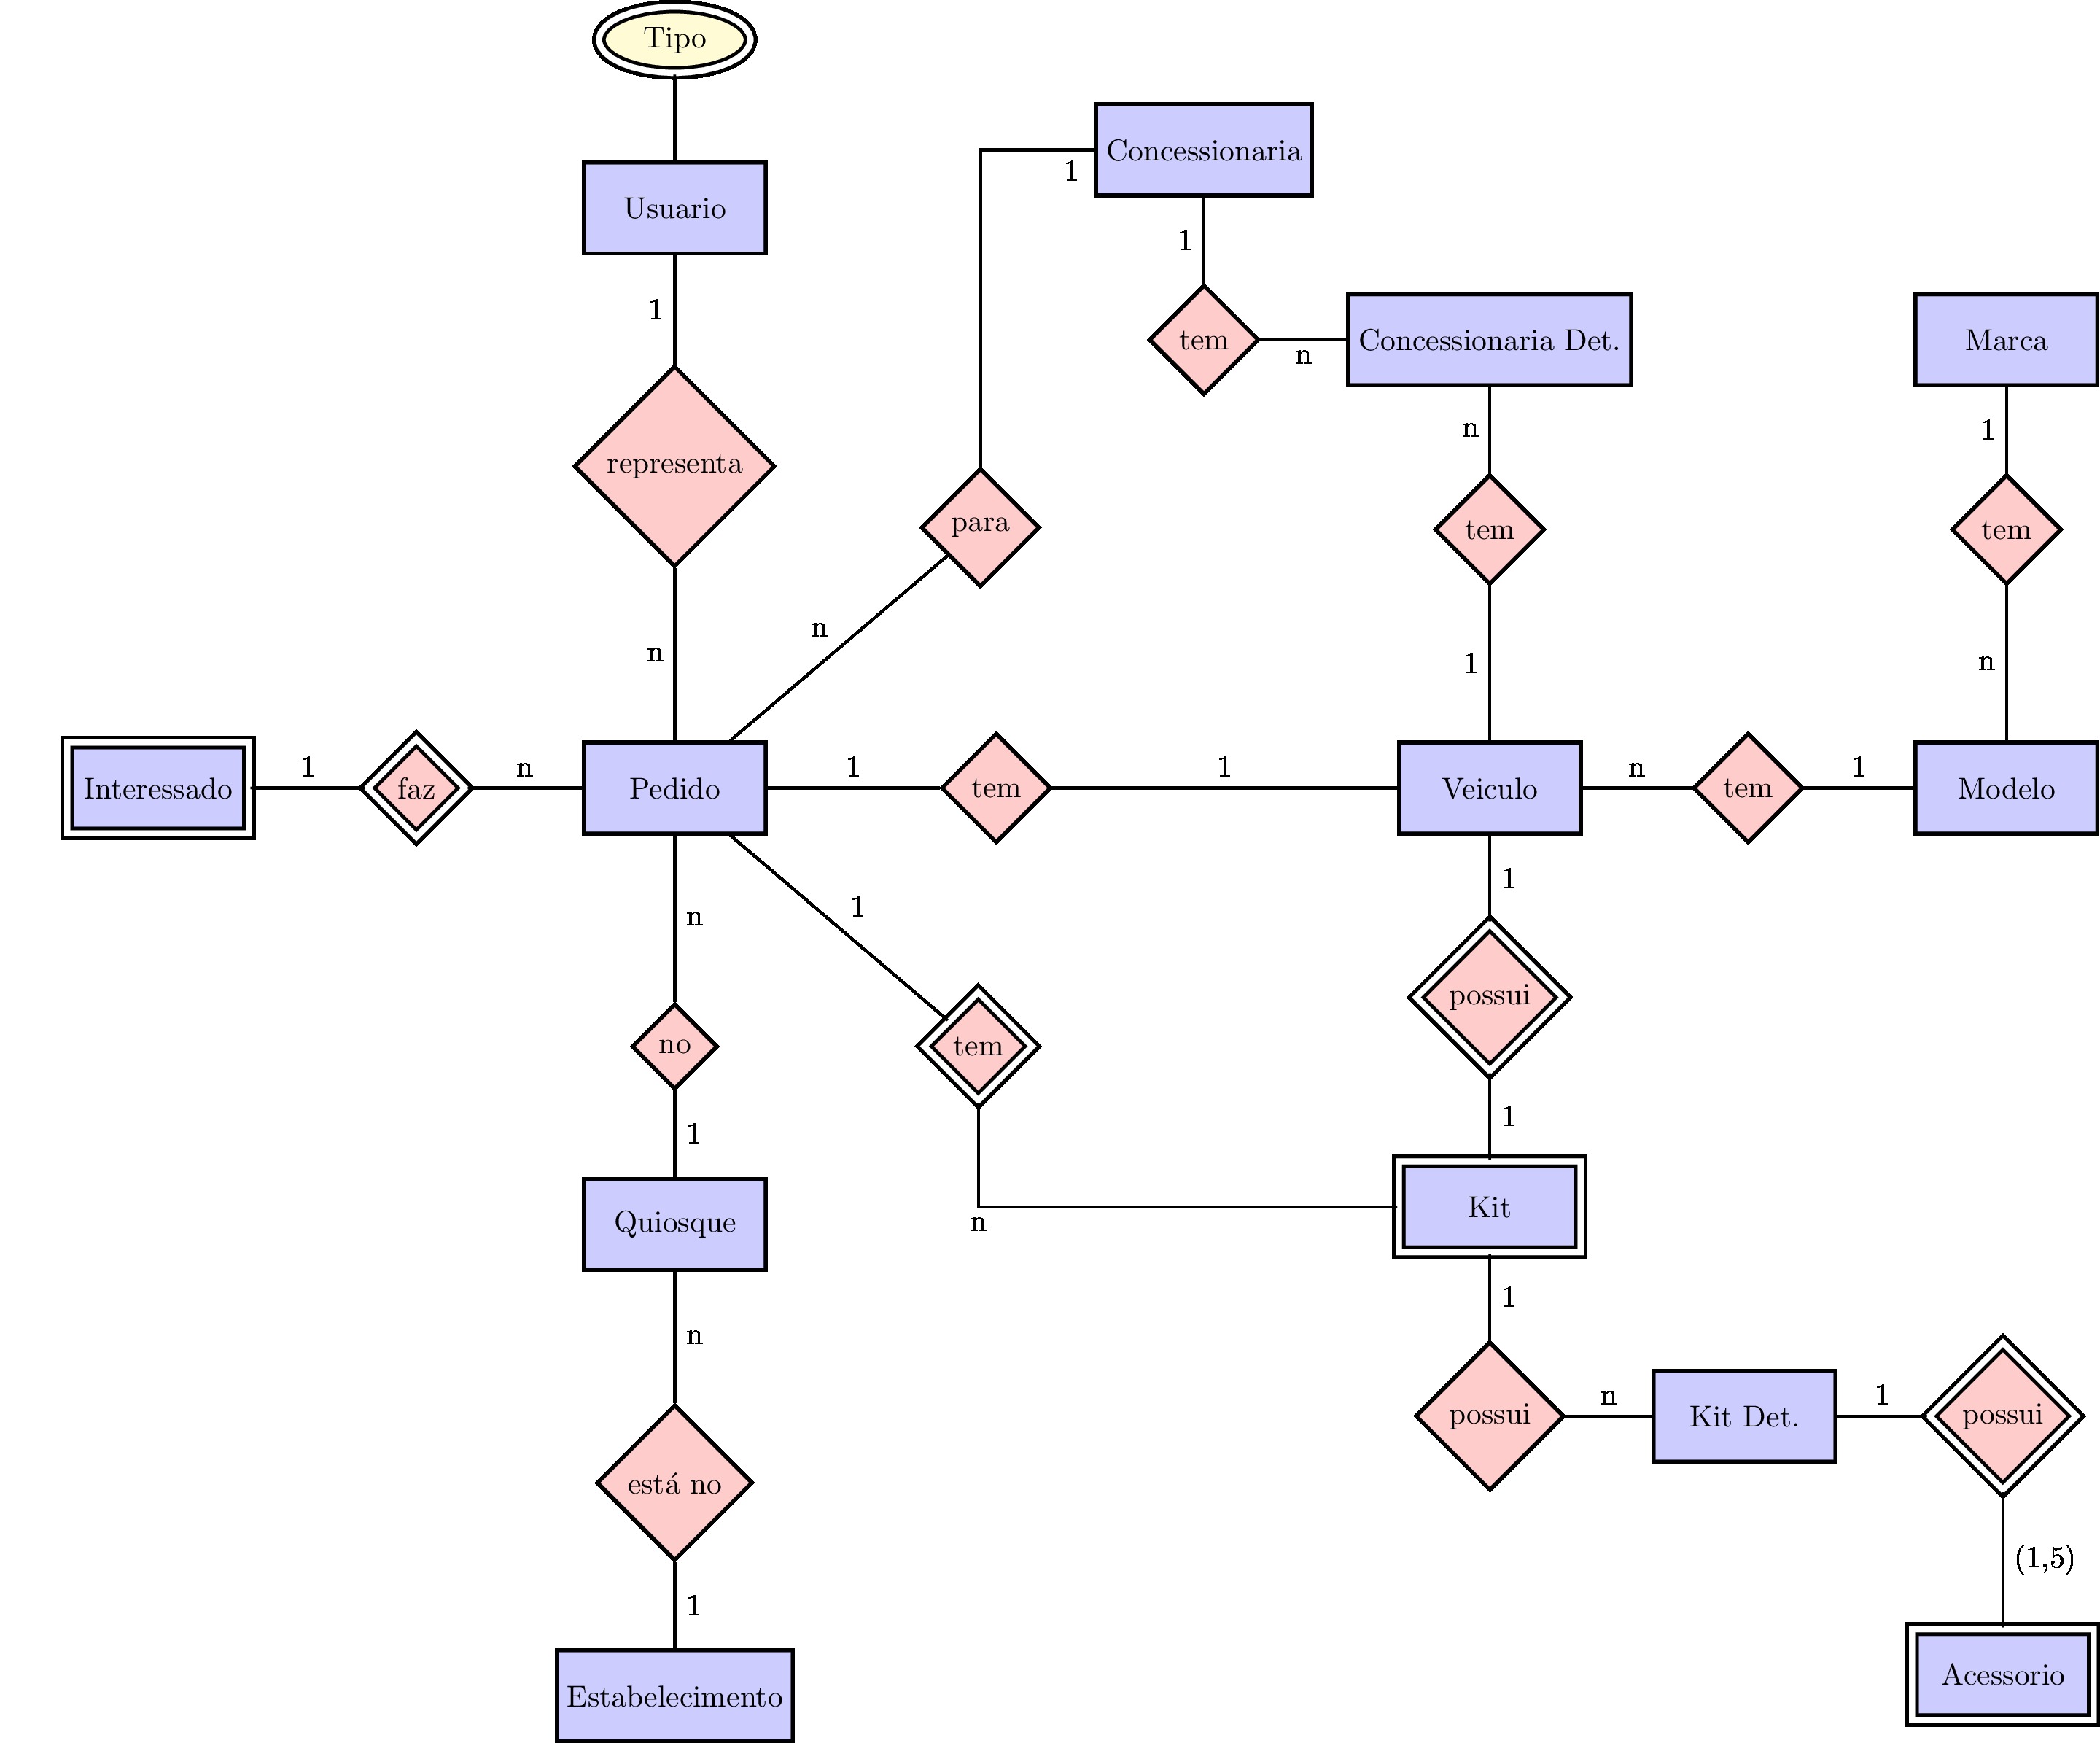 Tipo
Concessionaria
1
Usuario
1
1
tem
n
Concessionaria Det.
Marca
n
1
representa
para
tem
tem
n
n
1
n
Interessado
1
faz
n
Pedido
1
tem
1
Veiculo
n
tem
1
Modelo
n
1
1
no
tem
possui
1
1
Quiosque
n
Kit
n
1
possui
n
Kit Det.
1
possui
está no
(1,5)
1
Estabelecimento
Acessorio